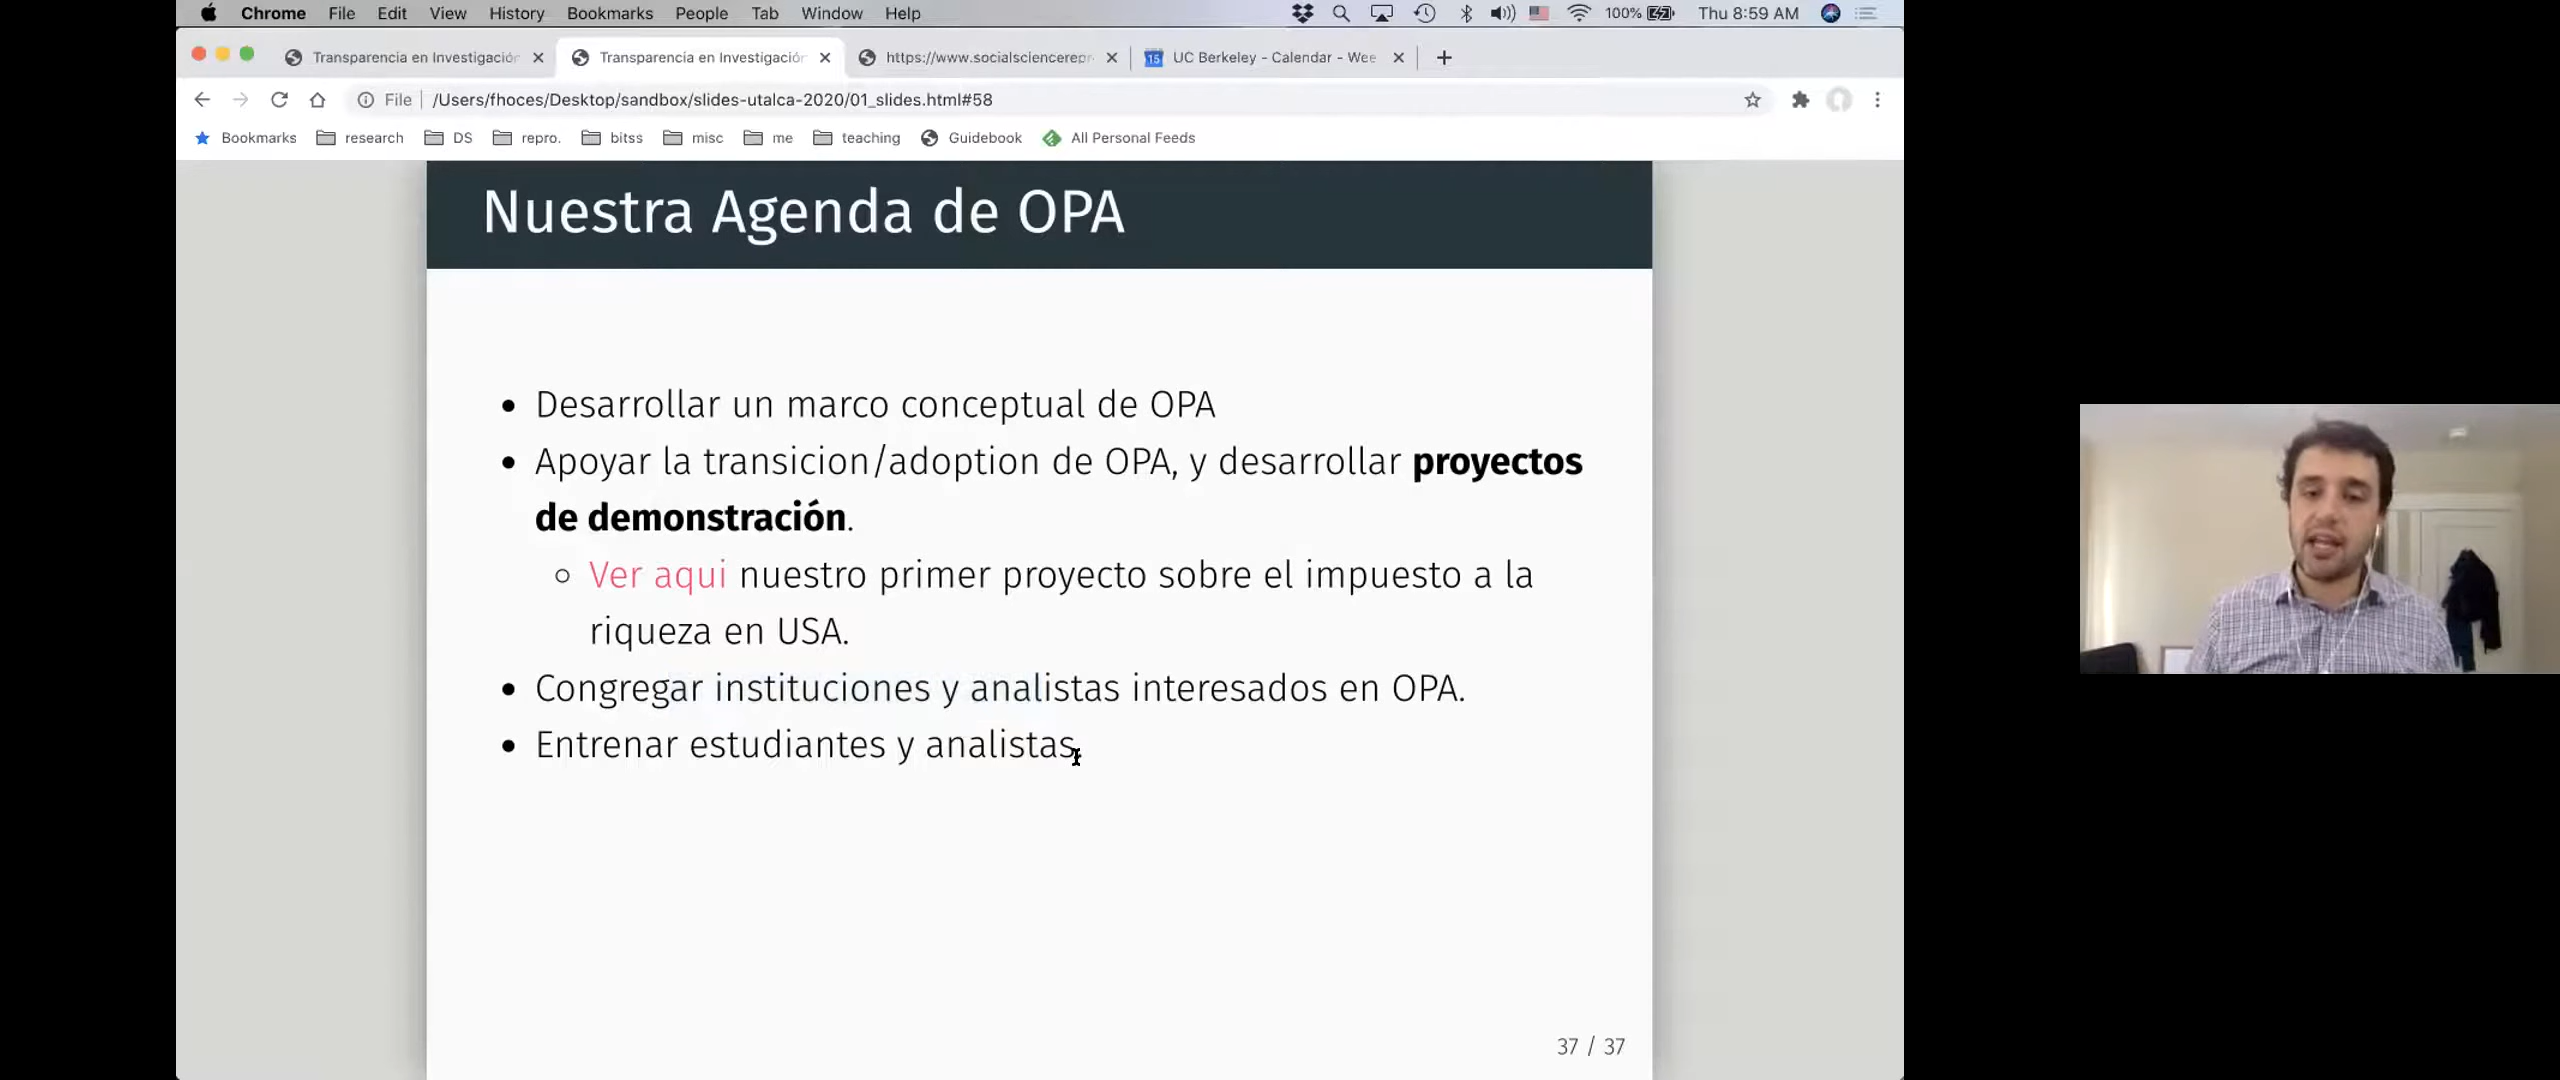 Chrome File Edit View History Bookmarks People Tab Window Help 100% Thu 8:59 AM
Transparencia en Investigación Transparencia en Investigación https://www.socialsciencerepr 15 UC Berkeley - Calendar - Wee
File /Users/fhoces/Desktop/sandbox/slides-utalca-2020/01_slides.html#58
Bookmarks research DS repro. bitss misc me teaching Guidebook All Personal Feeds
Nuestra Agenda de OPA
Desarrollar un marco conceptual de OPA
Apoyar la transicion/adoption de OPA, y desarrollar proyectos
de demonstración.
Ver aqui nuestro primer proyecto sobre el impuesto a la
riqueza en USA.
Congregar instituciones y analistas interesados en OPA.
Entrenar estudiantes y analistas.
37 / 37